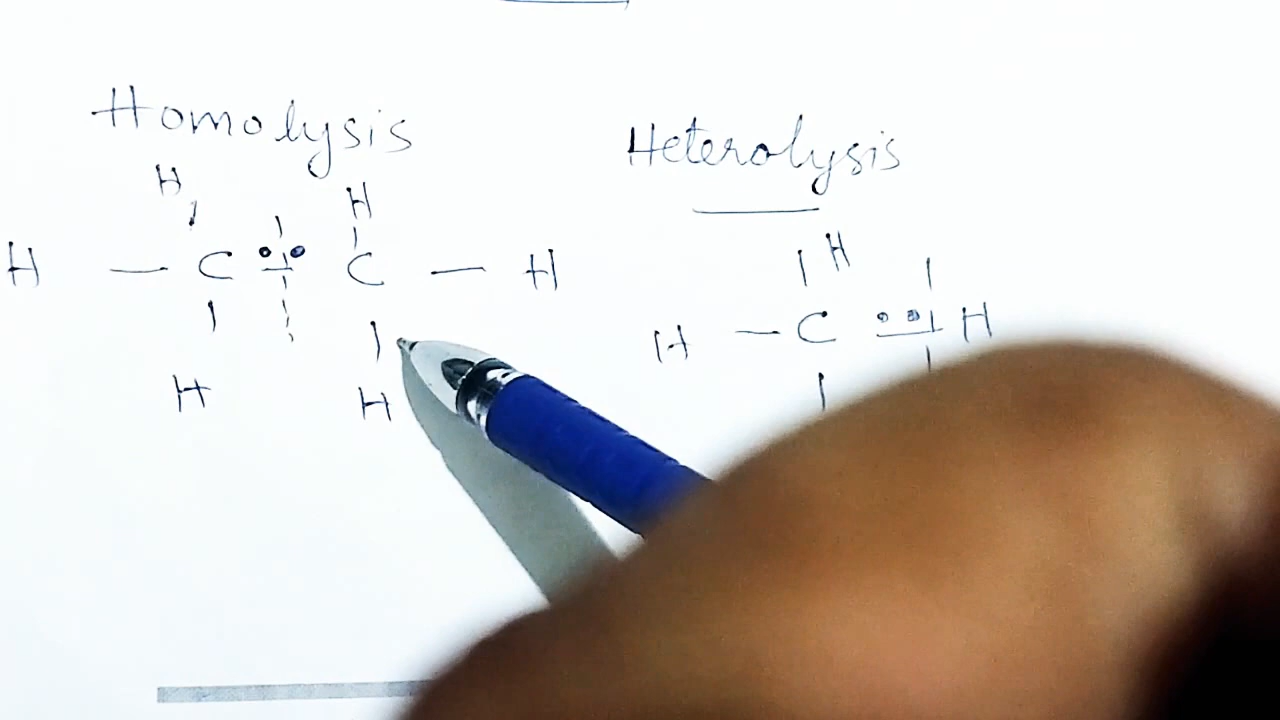 Homolysis
H H
H — C •• C — H
H H
Heterolysis
H
H — C •• H